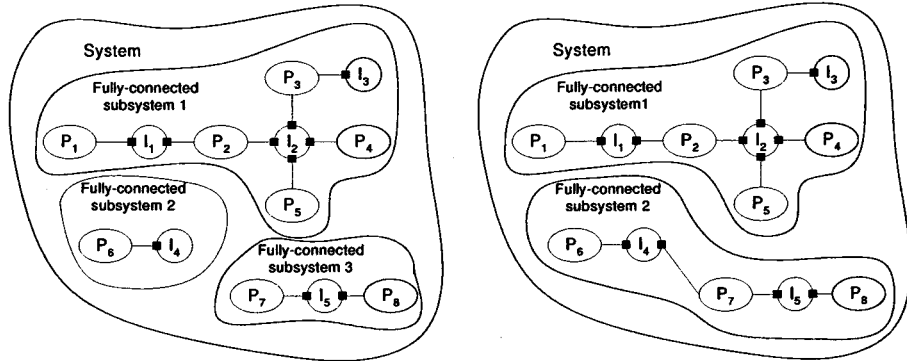 System
Fully-connected
subsystem 1
P₁
I₁
P₂
I₂
P₃
I₃
P₄
P₅
Fully-connected
subsystem 2
P₆
I₄
Fully-connected
subsystem 3
P₇
I₅
P₈
System
Fully-connected
subsystem1
P₁
I₁
P₂
I₂
P₃
I₃
P₄
P₅
Fully-connected
subsystem 2
P₆
I₄
P₇
I₅
P₈